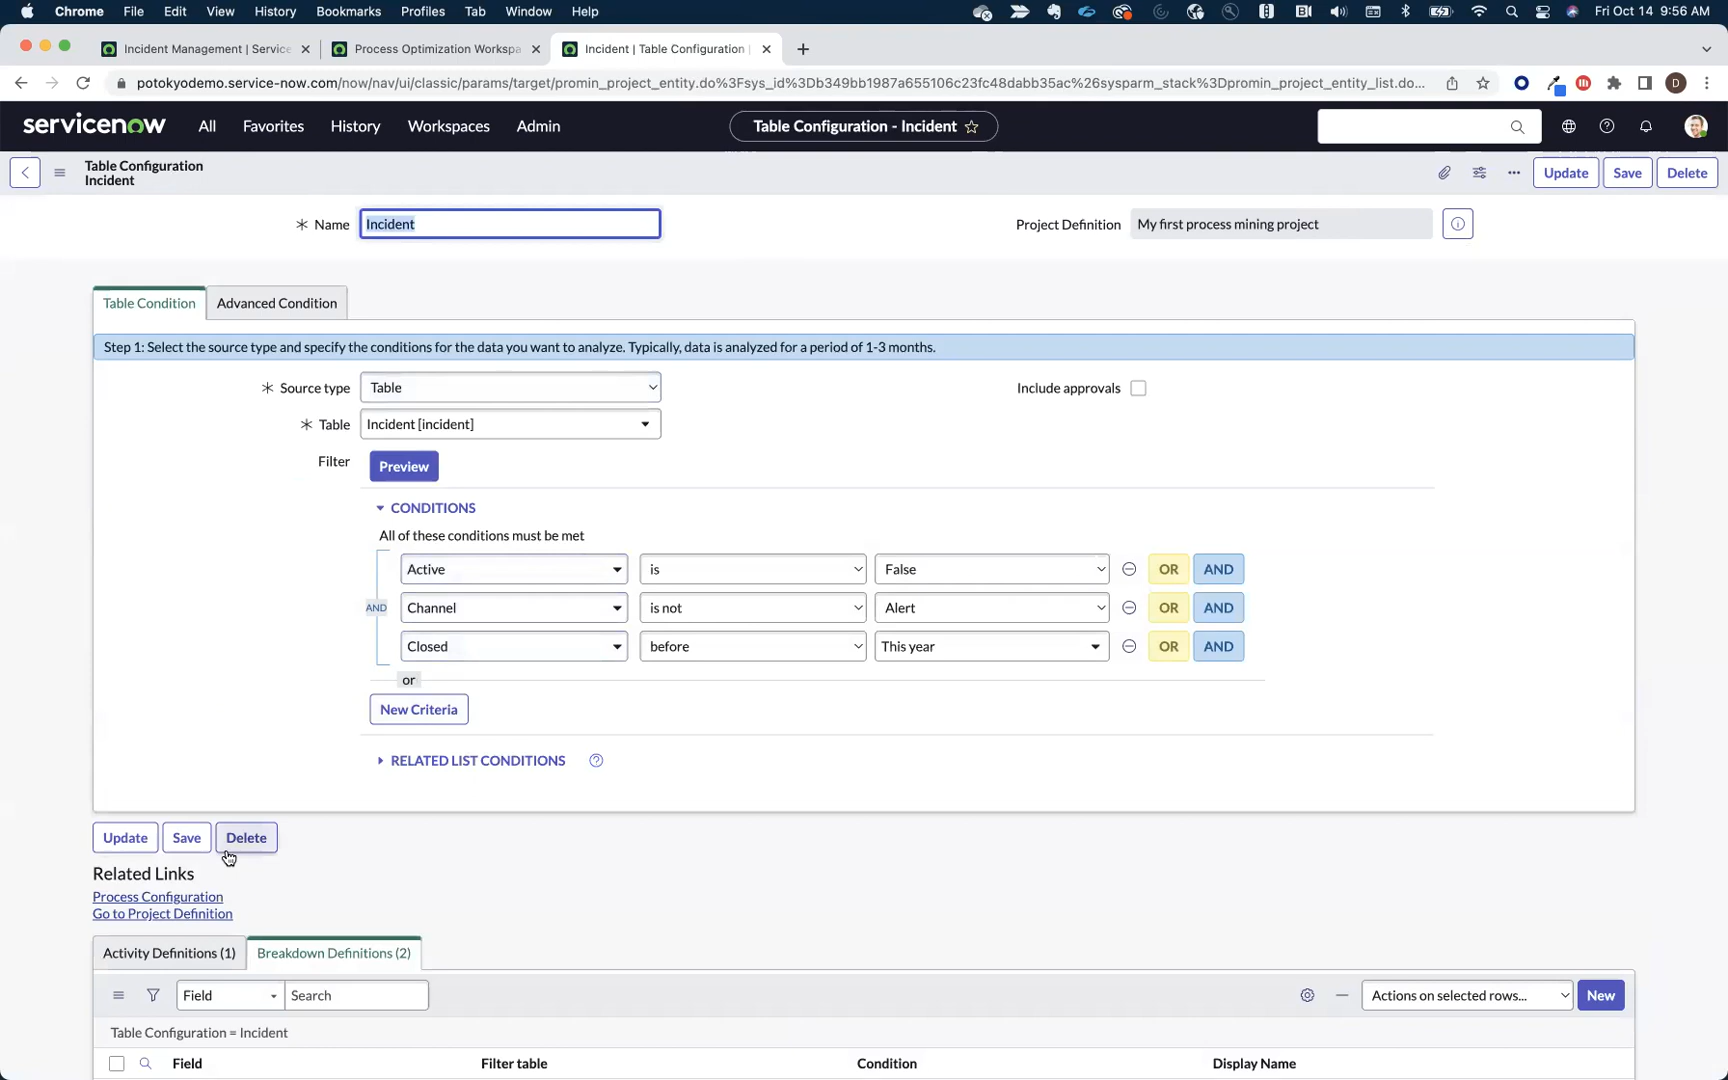 Chrome File Edit View History Bookmarks Profiles Tab Window Help
Fri Oct 14 9:56 AM
Incident Management | Service
Process Optimization Workspa
Incident | Table Configuration |
potokyodemo.service-now.com/now/nav/ui/classic/params/target/promin_project_entity.do%3Fsys_id%3Db349bb1987a655106c23fc48dabb35ac%26sysparm_stack%3Dpromin_project_entity_list.do...
D
servicenow All Favorites History Workspaces Admin
Table Configuration - Incident
Table Configuration
Incident
Update Save Delete
Name Incident
Project Definition My first process mining project
Table Condition Advanced Condition
Step 1: Select the source type and specify the conditions for the data you want to analyze. Typically, data is analyzed for a period of 1-3 months.
Source type Table
Include approvals
Table Incident [incident]
Filter Preview
CONDITIONS
All of these conditions must be met
Active is False OR AND
AND Channel is not Alert OR AND
Closed before This year OR AND
or
New Criteria
RELATED LIST CONDITIONS
Update Save Delete
Related Links
Process Configuration
Go to Project Definition
Activity Definitions (1) Breakdown Definitions (2)
Field Search
Actions on selected rows... New
Table Configuration = Incident
Field Filter table Condition Display Name